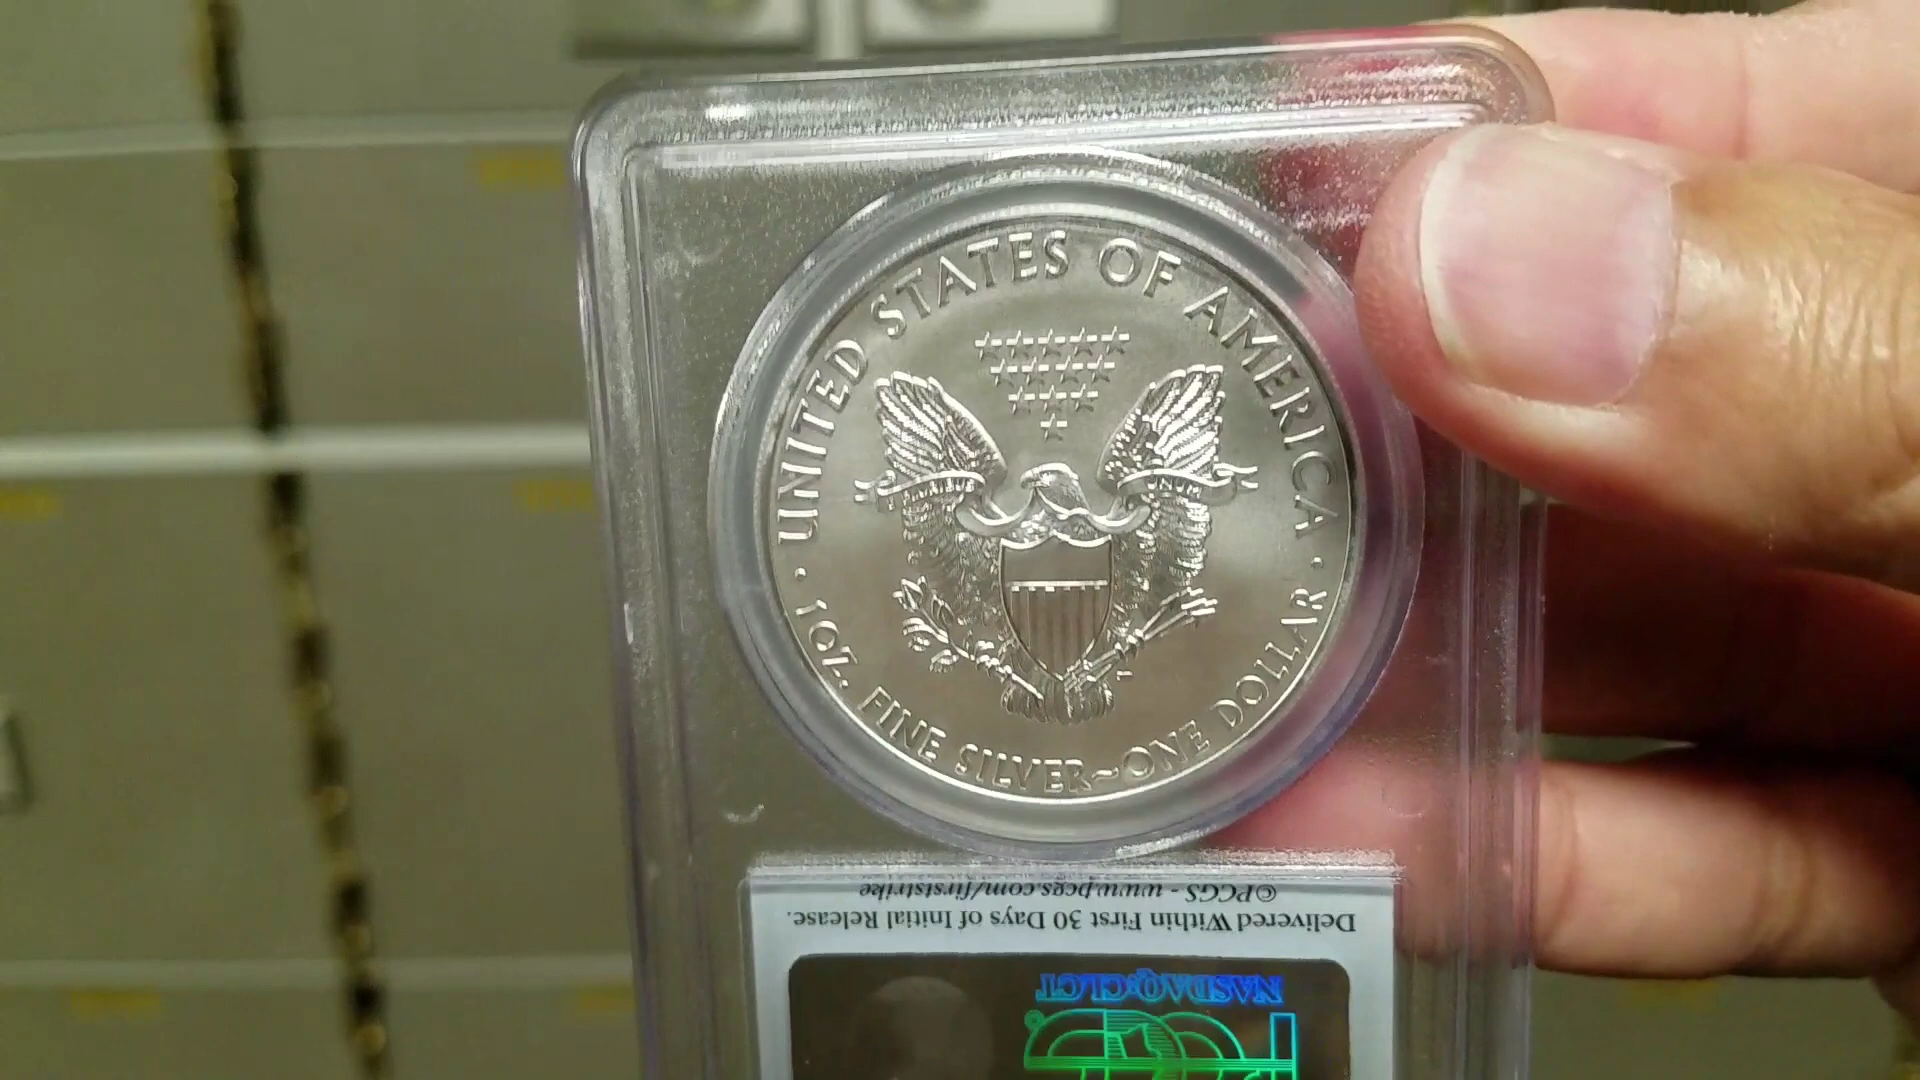 UNITED STATES OF AMERICA
UNUM
1 OZ. FINE SILVER~ONE DOLLAR
©PCGS - www.pcgs.com/firststrike
Delivered Within First 30 Days of Initial Release.
NASDAQ:CLCT